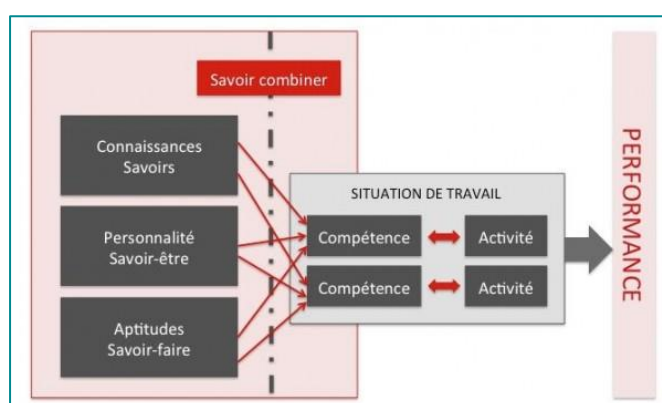 Savoir combiner
Connaissances
Savoirs
Personnalité
Savoir-être
Aptitudes
Savoir-faire
SITUATION DE TRAVAIL
Compétence
Activité
Compétence
Activité
PERFORMANCE